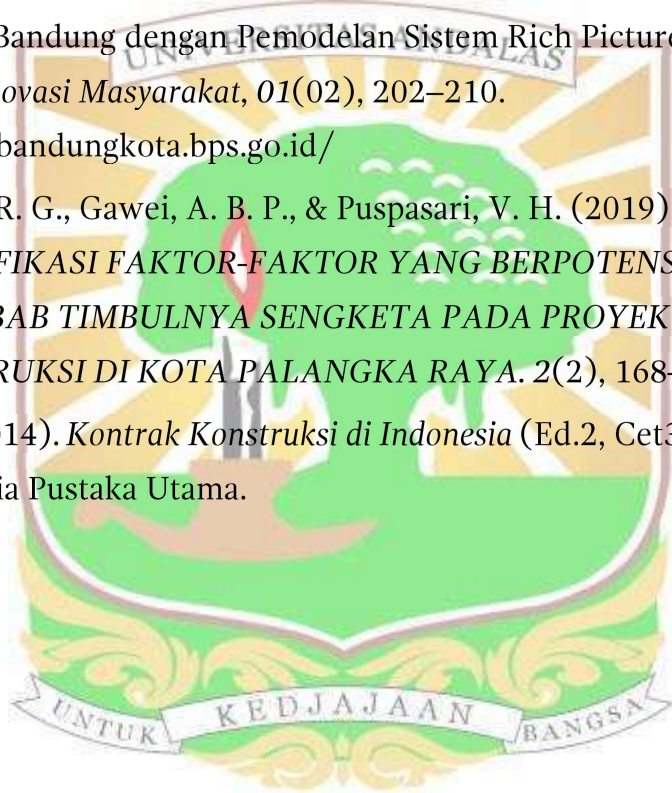 UNIVERSITAS ANDALAS
Bandung dengan Pemodelan Sistem Rich Picture
ovasi Masyarakat, 01(02), 202–210.
bandungkota.bps.go.id/
R. G., Gawei, A. B. P., & Puspasari, V. H. (2019)
FIKASI FAKTOR-FAKTOR YANG BERPOTENS
BAB TIMBULNYA SENGKETA PADA PROYEK
RUKSI DI KOTA PALANGKA RAYA. 2(2), 168-
014). Kontrak Konstruksi di Indonesia (Ed.2, Cet3
ia Pustaka Utama.
UNTUK KEDJAJAAN BANGSA